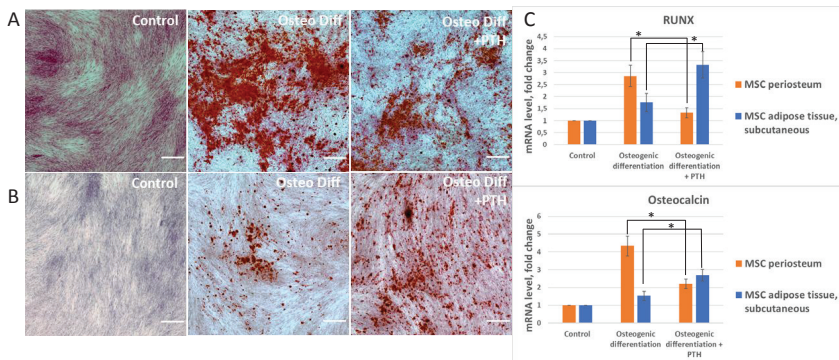 A
Control
Osteo Diff
Osteo Diff
+PTH
B
Control
Osteo Diff
Osteo Diff
+PTH
C
RUNX
mRNA level, fold change
4,5
4
3,5
3
2,5
2
1,5
1
0,5
0
*
*
Control
Osteogenic
differentiation
Osteogenic
differentiation
+ PTH
MSC periosteum
MSC adipose tissue,
subcutaneous
Osteocalcin
mRNA level, fold change
6
5
4
3
2
1
0
*
*
Control
Osteogenic
differentiation
Osteogenic
differentiation +
PTH
MSC periosteum
MSC adipose tissue,
subcutaneous